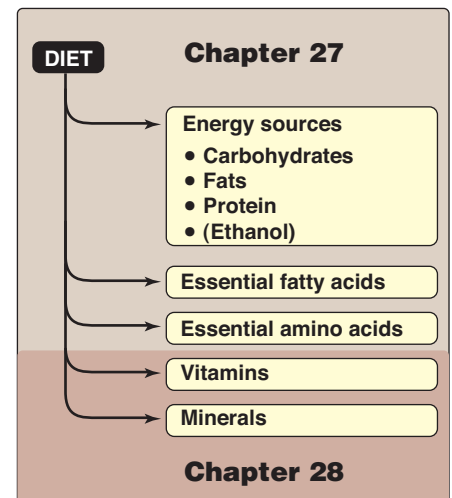 DIET
Chapter 27
Energy sources
• Carbohydrates
• Fats
• Protein
• (Ethanol)
Essential fatty acids
Essential amino acids
Vitamins
Minerals
Chapter 28